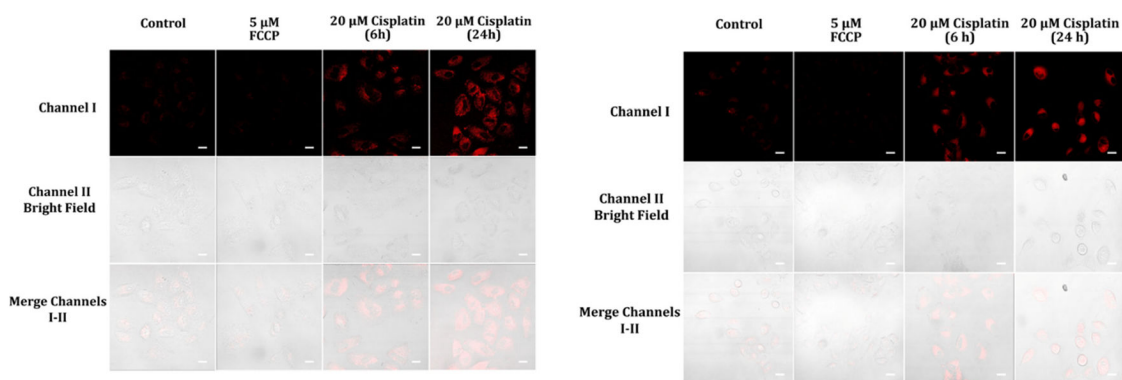 Control
5 µM
FCCP
20 µM Cisplatin
(6h)
20 µM Cisplatin
(24h)
Channel I
Channel II
Bright Field
Merge Channels
I-II
Control
5 µM
FCCP
20 µM Cisplatin
(6 h)
20 µM Cisplatin
(24 h)
Channel I
Channel II
Bright Field
Merge Channels
I-II